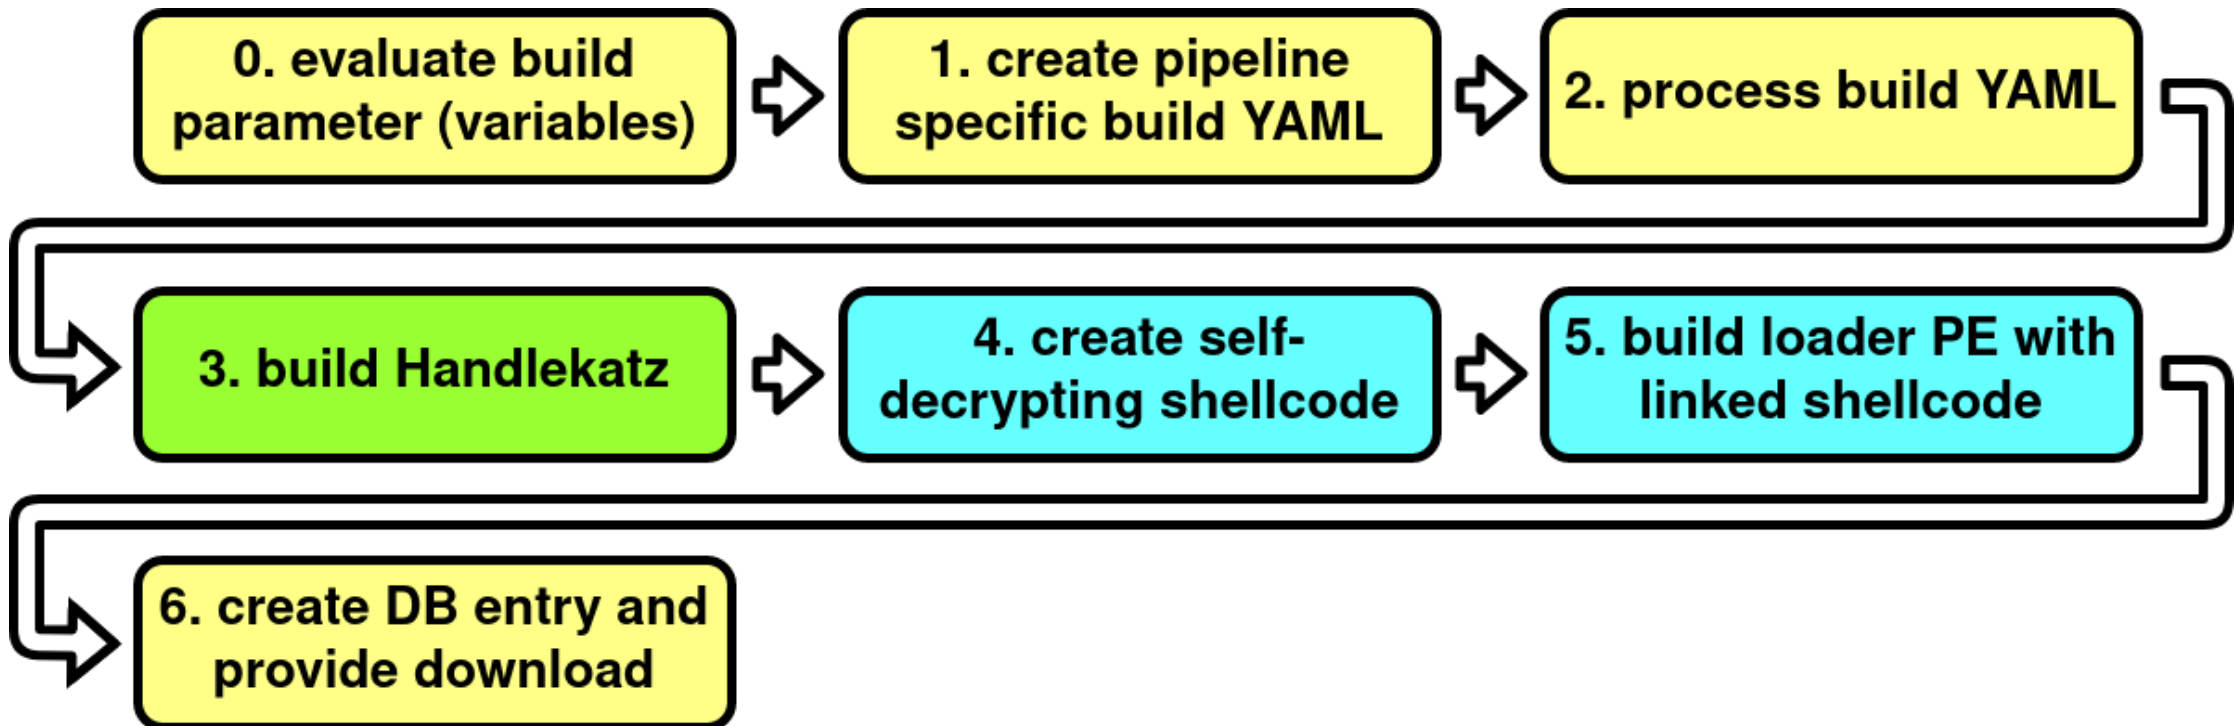 0. evaluate build
parameter (variables)
1. create pipeline
specific build YAML
2. process build YAML
3. build Handlekatz
4. create self-
decrypting shellcode
5. build loader PE with
linked shellcode
6. create DB entry and
provide download